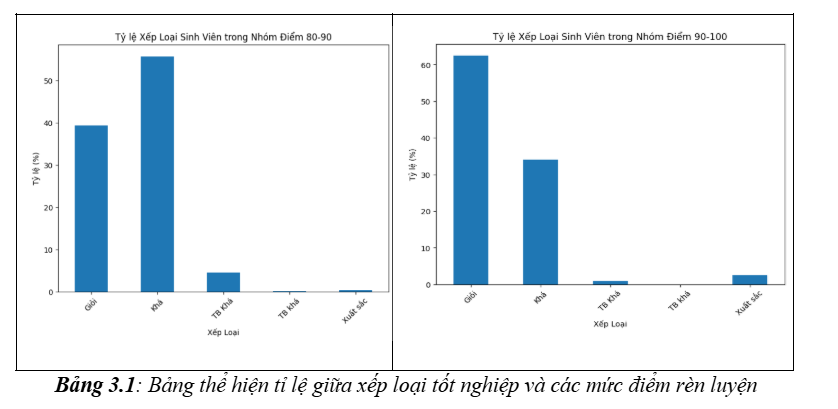 Tỷ lệ Xếp Loại Sinh Viên trong Nhóm Điểm 80-90
50
40
30
20
10
0
Tỷ lệ (%)
Giỏi
Khá
TB Khá
TB khá
Xuất sắc
Xếp Loại
Tỷ lệ Xếp Loại Sinh Viên trong Nhóm Điểm 90-100
60
50
40
30
20
10
0
Tỷ lệ (%)
Giỏi
Khá
TB Khá
TB khá
Xuất sắc
Xếp Loại
Bảng 3.1: Bảng thể hiện tỉ lệ giữa xếp loại tốt nghiệp và các mức điểm rèn luyện